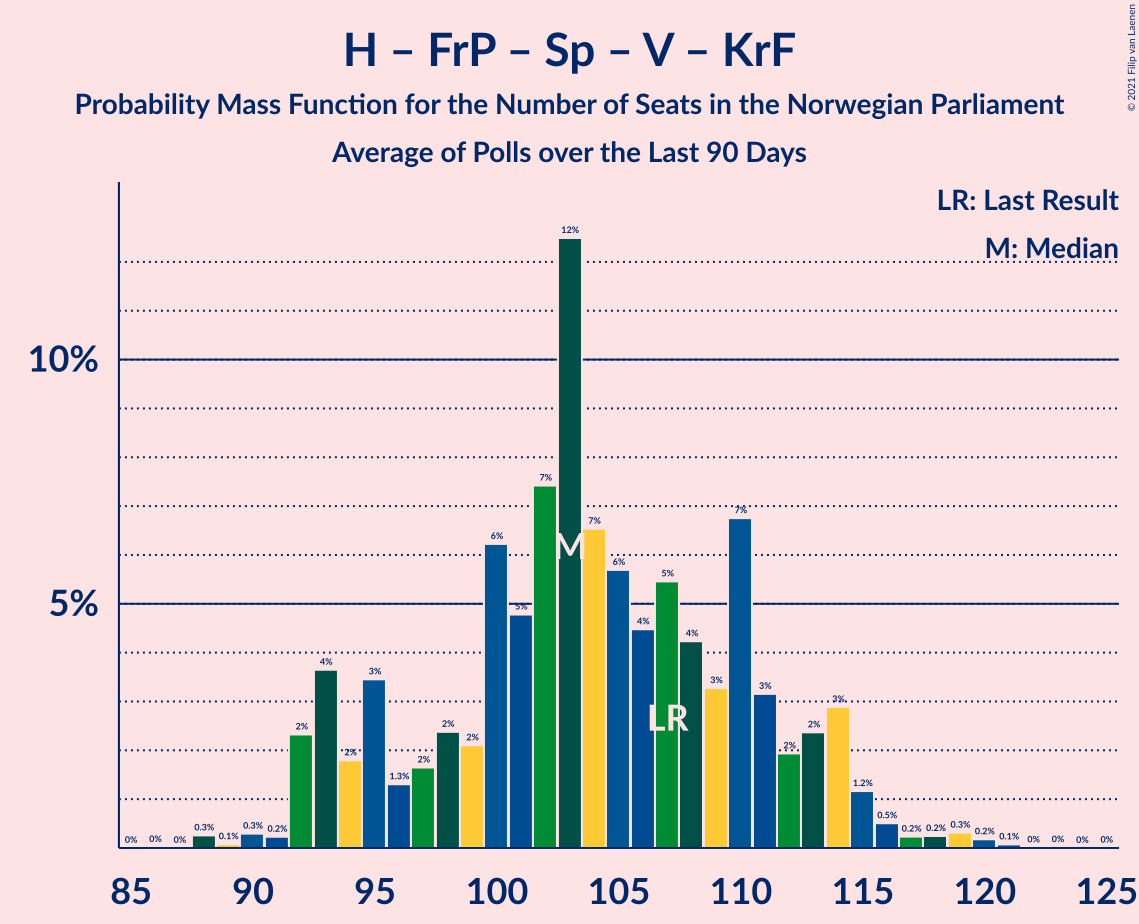 H – FrP – Sp – V – KrF
Probability Mass Function for the Number of Seats in the Norwegian Parliament
Average of Polls over the Last 90 Days
© 2021 Filip van Laenen
LR: Last Result
M: Median
10%
5%
0% 0% 0% 0.3% 0.1% 0.3% 0.2% 2% 4% 2% 3% 1.3% 2% 2% 2% 6% 5% 7% 12% 7% 6% 4% 5% 4% 3% 7% 3% 2% 2% 3% 1.2% 0.5% 0.2% 0.2% 0.3% 0.2% 0.1% 0% 0% 0% 0%
M
LR
85 90 95 100 105 110 115 120 125